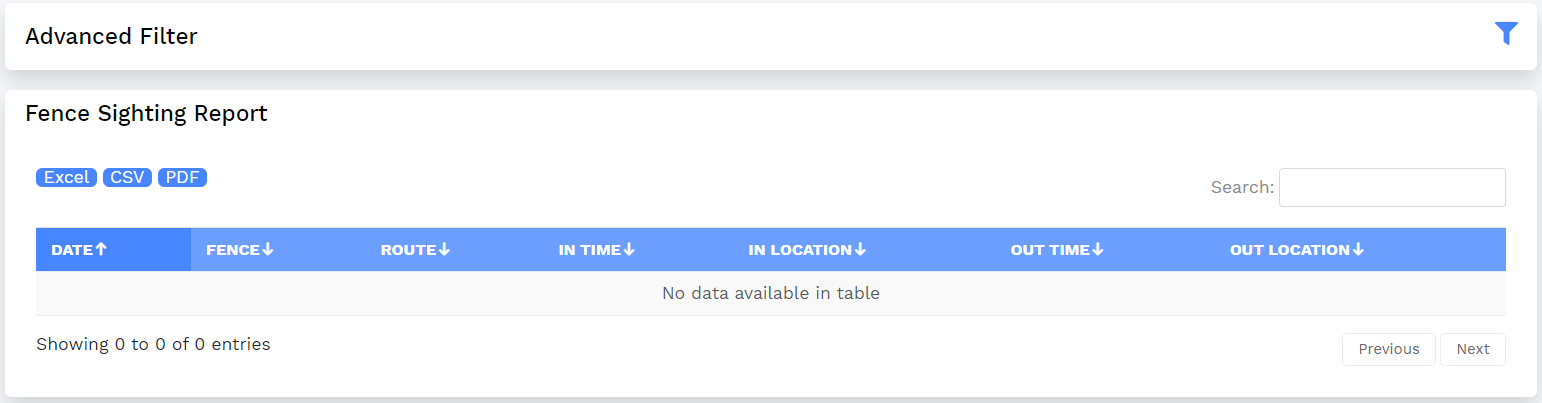 Advanced Filter
Fence Sighting Report
Excel CSV PDF
Search:
DATE↑ FENCE↓ ROUTE↓ IN TIME↓ IN LOCATION↓ OUT TIME↓ OUT LOCATION↓
No data available in table
Showing 0 to 0 of 0 entries
Previous Next